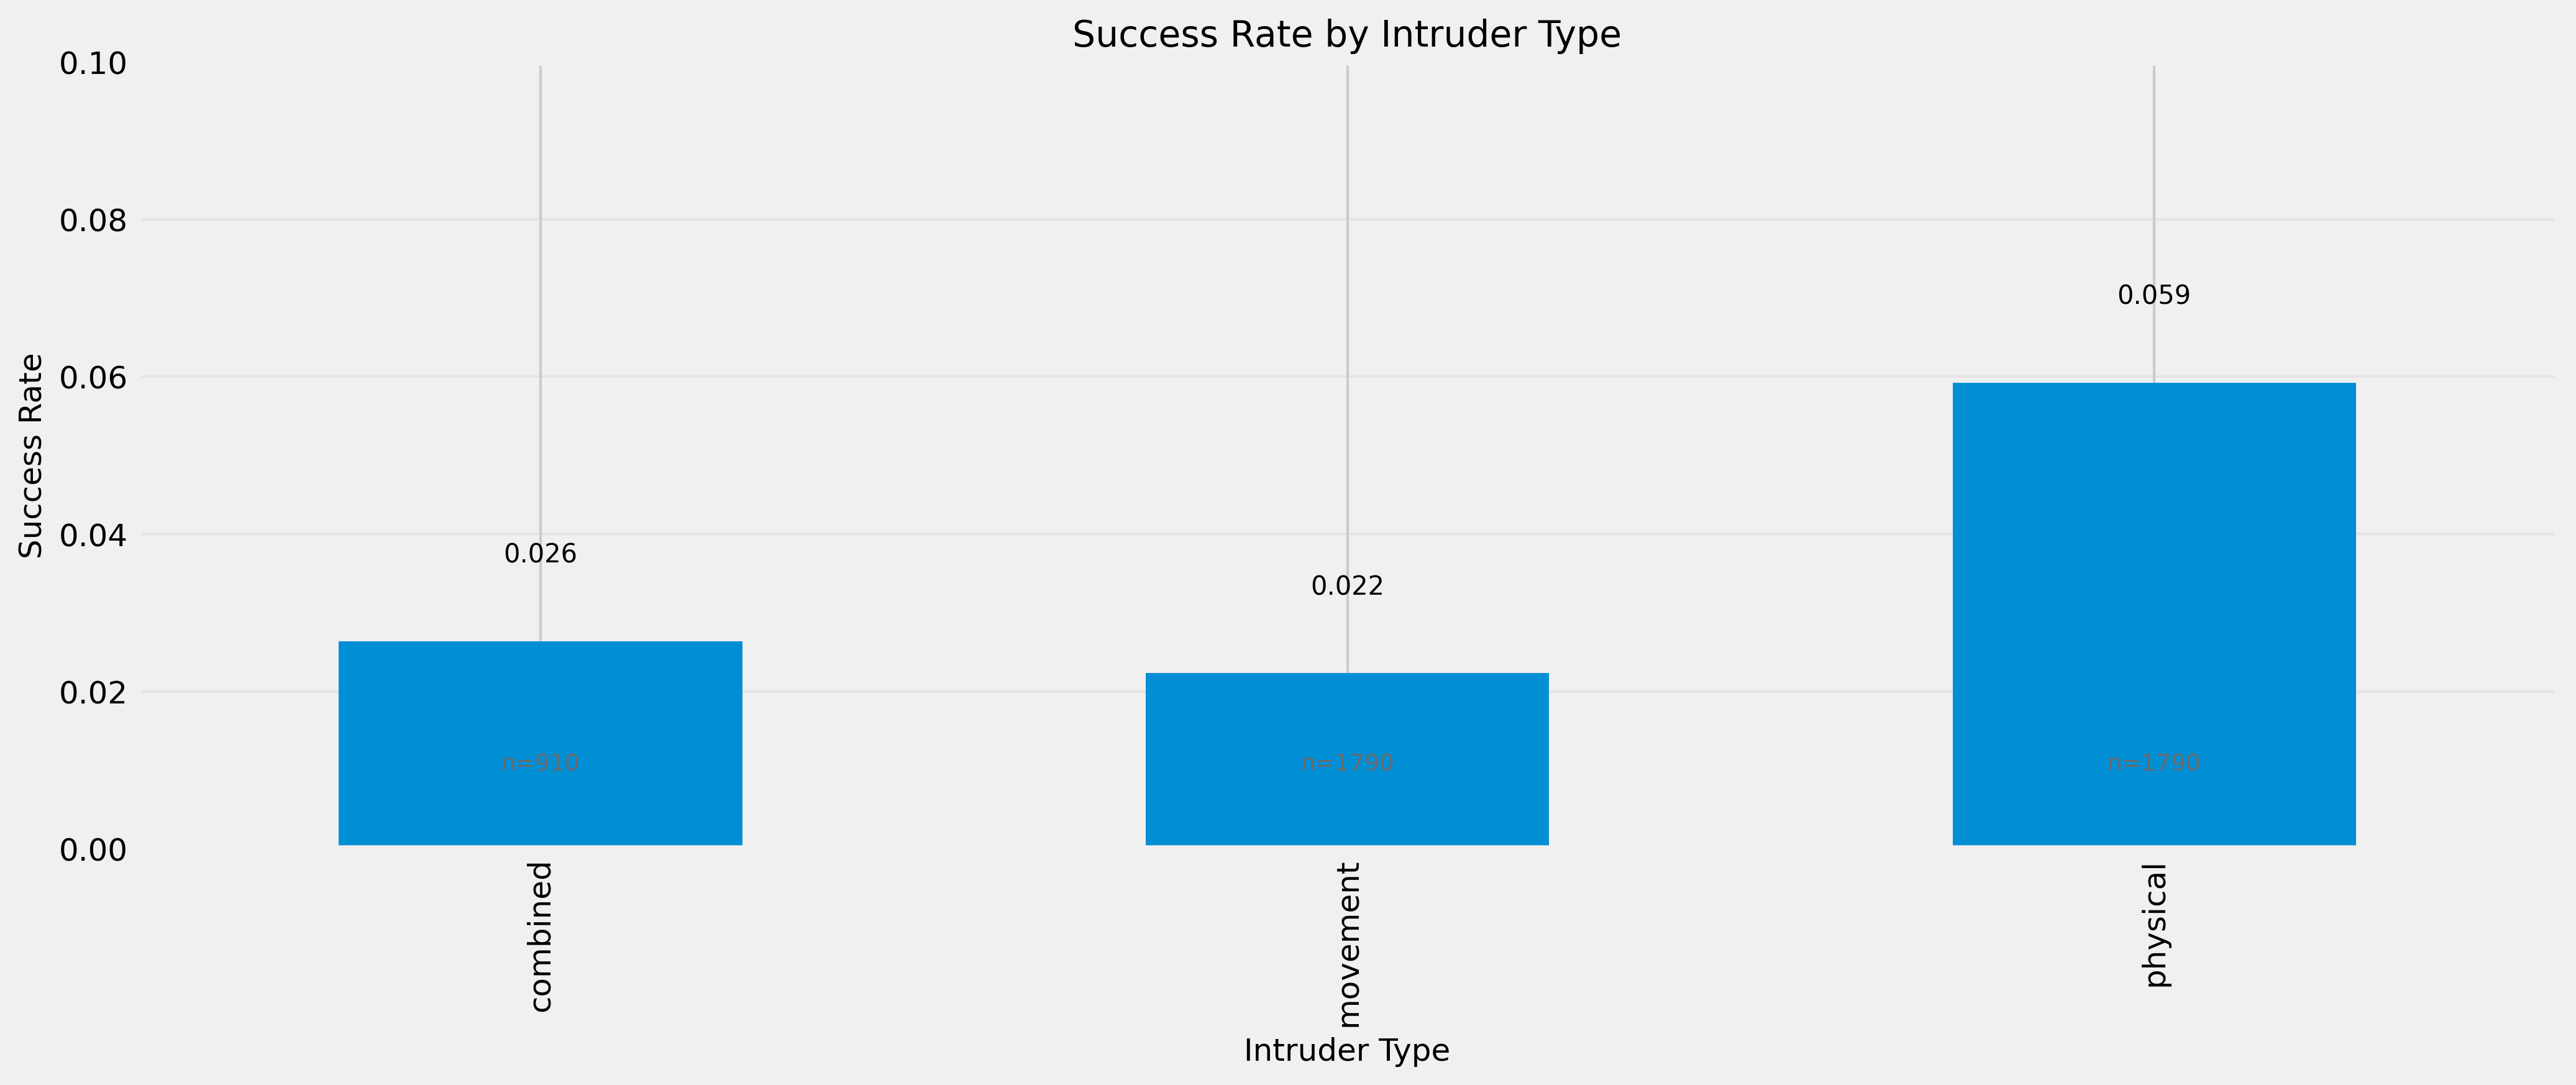 Success Rate by Intruder Type
0.10
0.08
0.06
0.04
0.02
0.00
Success Rate
0.026
0.022
0.059
n=910
n=1790
n=1790
combined
movement
physical
Intruder Type